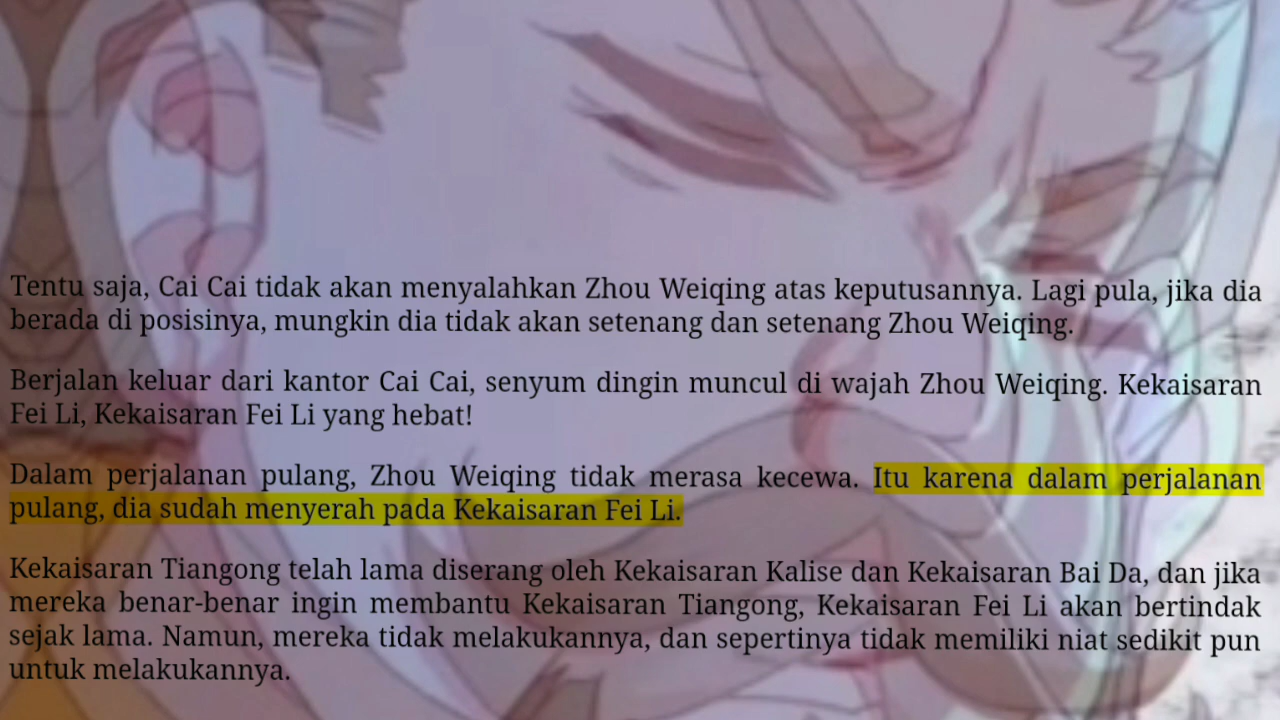 Tentu saja, Cai Cai tidak akan menyalahkan Zhou Weiqing atas keputusannya. Lagi pula, jika dia
berada di posisinya, mungkin dia tidak akan setenang dan setenang Zhou Weiqing.
Berjalan keluar dari kantor Cai Cai, senyum dingin muncul di wajah Zhou Weiqing. Kekaisaran
Fei Li, Kekaisaran Fei Li yang hebat!
Dalam perjalanan pulang, Zhou Weiqing tidak merasa kecewa. Itu karena dalam perjalanan
pulang, dia sudah menyerah pada Kekaisaran Fei Li.
Kekaisaran Tiangong telah lama diserang oleh Kekaisaran Kalise dan Kekaisaran Bai Da, dan jika
mereka benar-benar ingin membantu Kekaisaran Tiangong, Kekaisaran Fei Li akan bertindak
sejak lama. Namun, mereka tidak melakukannya, dan sepertinya tidak memiliki niat sedikit pun
untuk melakukannya.